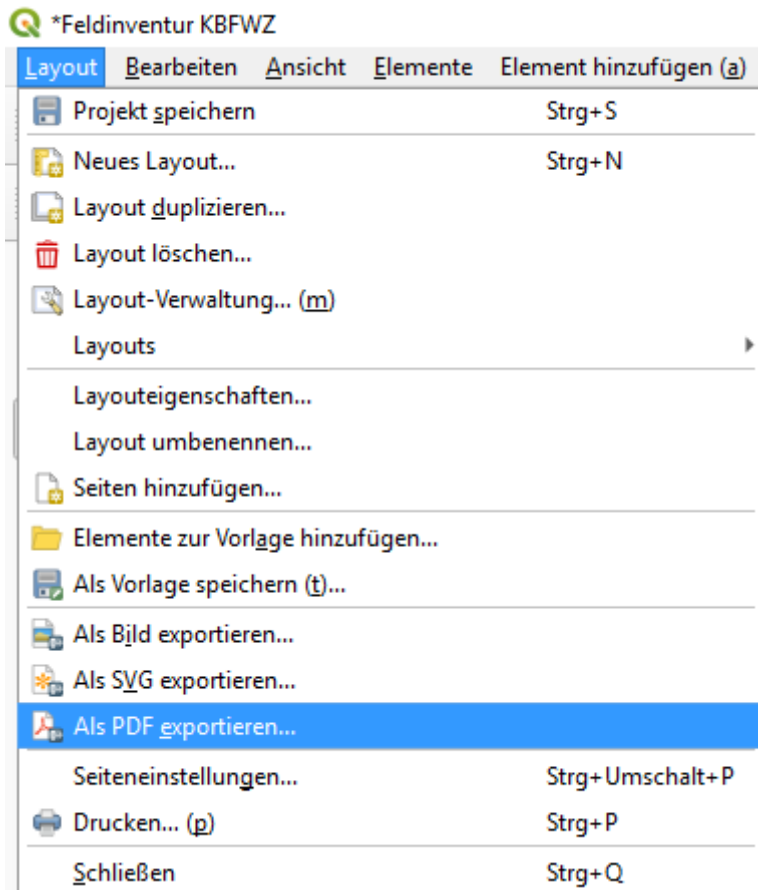 *Feldinventur KBFWZ
Layout Bearbeiten Ansicht Elemente Element hinzufügen (a)
Projekt speichern Strg+S
Neues Layout... Strg+N
Layout duplizieren...
Layout löschen...
Layout-Verwaltung... (m)
Layouts
Layouteigenschaften...
Layout umbenennen...
Seiten hinzufügen...
Elemente zur Vorlage hinzufügen...
Als Vorlage speichern (t)...
Als Bild exportieren...
Als SVG exportieren...
Als PDF exportieren...
Seiteneinstellungen... Strg+Umschalt+P
Drucken... (p) Strg+P
Schließen Strg+Q